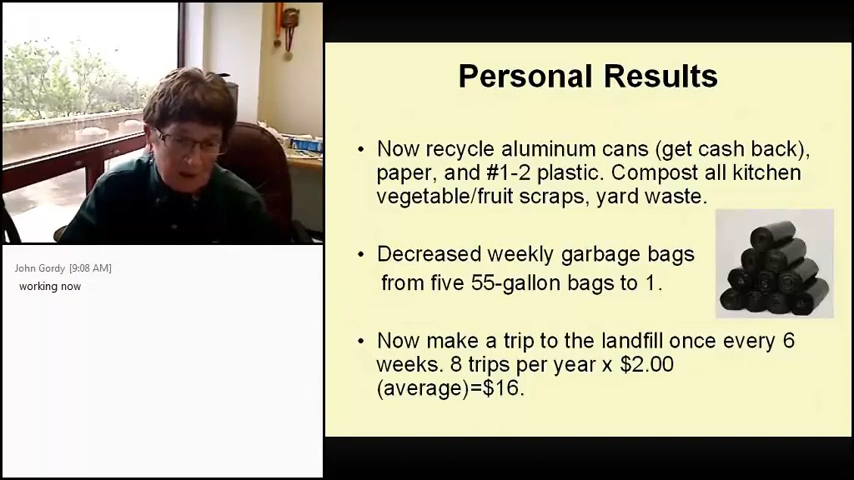 Personal Results
• Now recycle aluminum cans (get cash back),
paper, and #1-2 plastic. Compost all kitchen
vegetable/fruit scraps, yard waste.
• Decreased weekly garbage bags
from five 55-gallon bags to 1.
• Now make a trip to the landfill once every 6
weeks. 8 trips per year x $2.00
(average)=$16.
John Gordy [9:08 AM]
working now